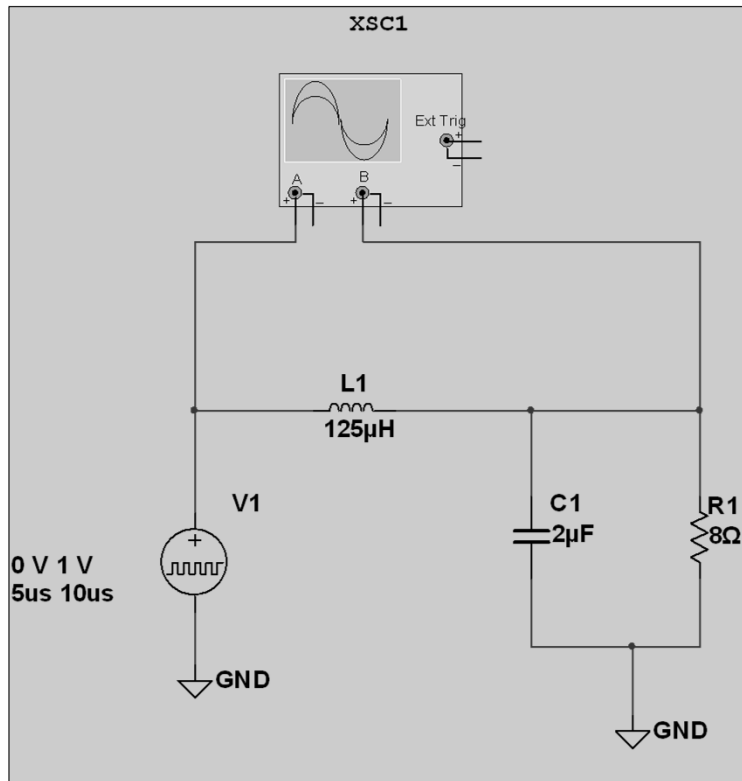 XSC1
Ext Trig
+
A
B
_
+
_
+
_
L1
125µH
V1
C1
R1
+
2µF
8Ω
0 V 1 V
5us 10us
GND
GND